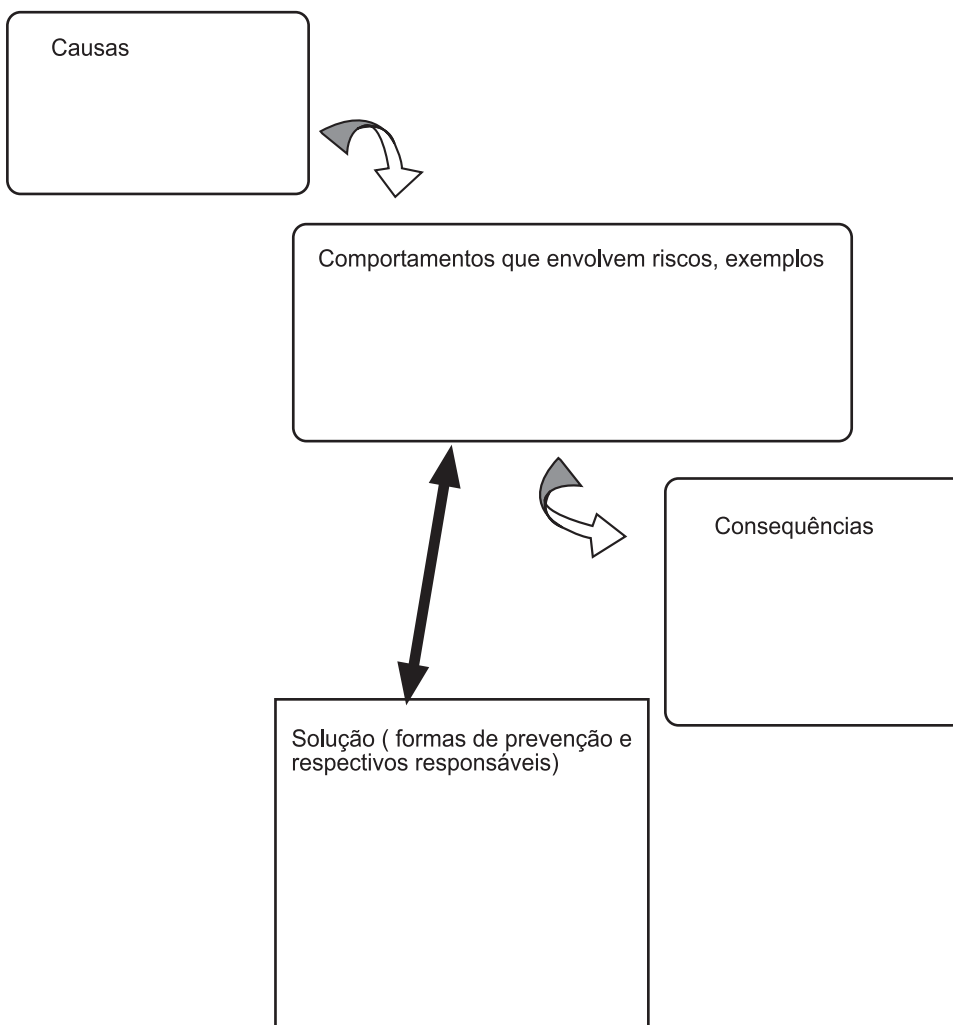 Causas
Comportamentos que envolvem riscos, exemplos
Consequências
Solução ( formas de prevenção e
respectivos responsáveis)